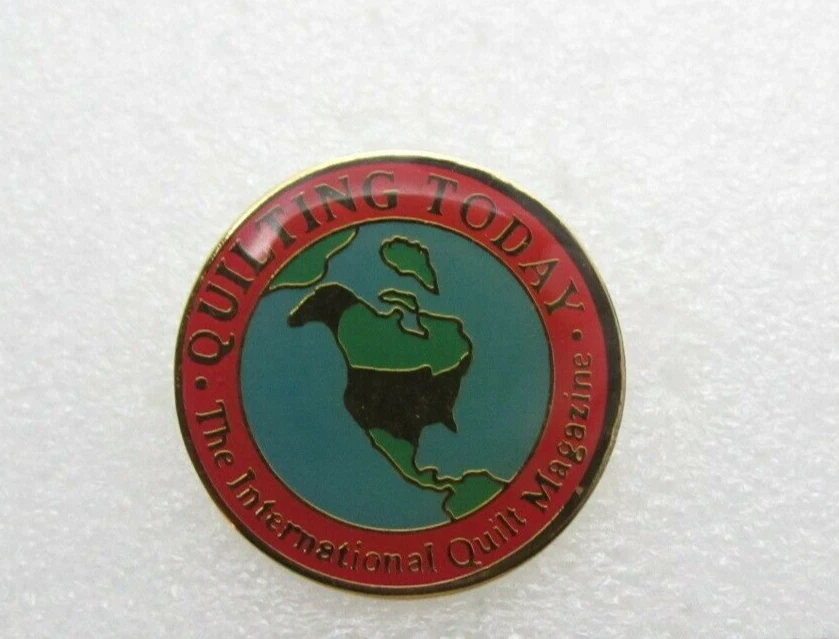 QUILTING TODAY
The International Quilt Magazine